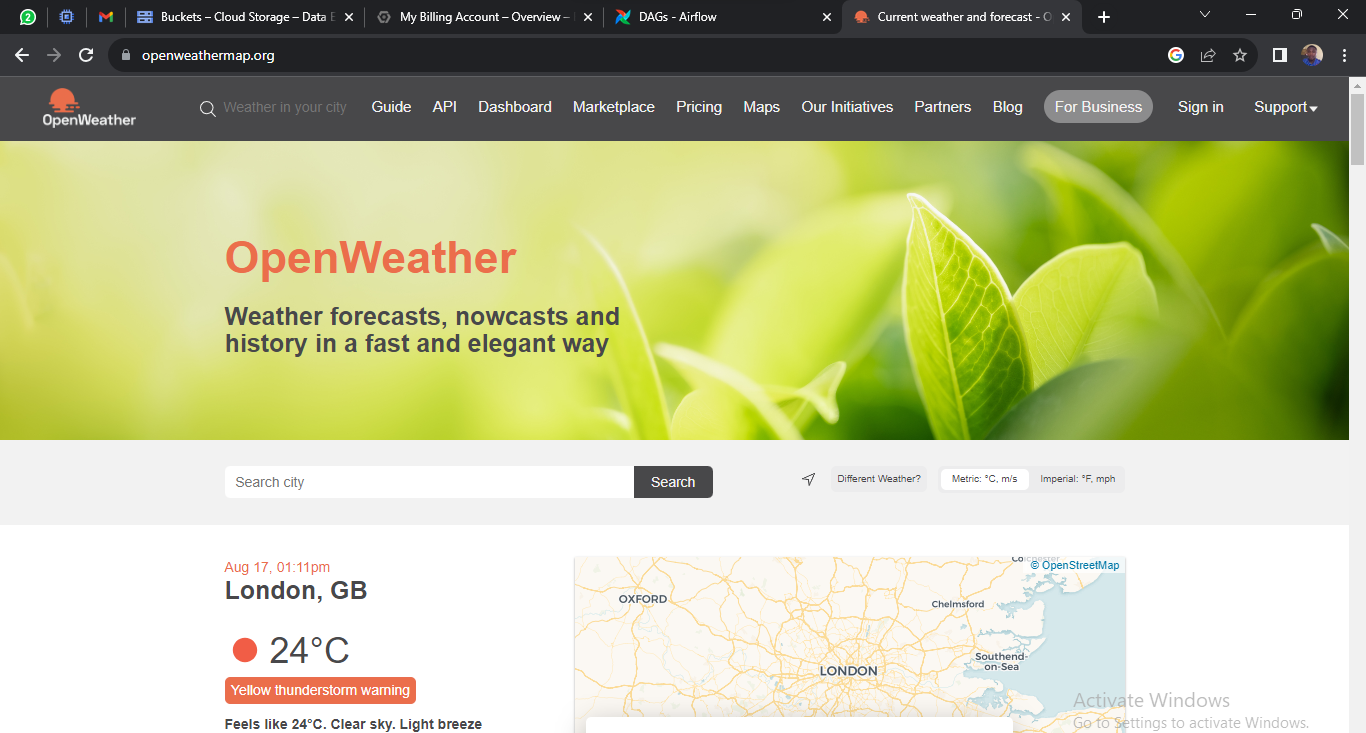 2
Buckets – Cloud Storage – Data E
My Billing Account – Overview –
DAGs - Airflow
Current weather and forecast - O
openweathermap.org
OpenWeather
Weather in your city
Guide
API
Dashboard
Marketplace
Pricing
Maps
Our Initiatives
Partners
Blog
For Business
Sign in
Support
OpenWeather
Weather forecasts, nowcasts and
history in a fast and elegant way
Search city
Search
Different Weather?
Metric: °C, m/s
Imperial: °F, mph
Aug 17, 01:11pm
London, GB
24°C
Yellow thunderstorm warning
Feels like 24°C. Clear sky. Light breeze
Colchester
© OpenStreetMap
OXFORD
Chelmsford
LONDON
Southend-
on-Sea
Activate Windows
Go to Settings to activate Windows.